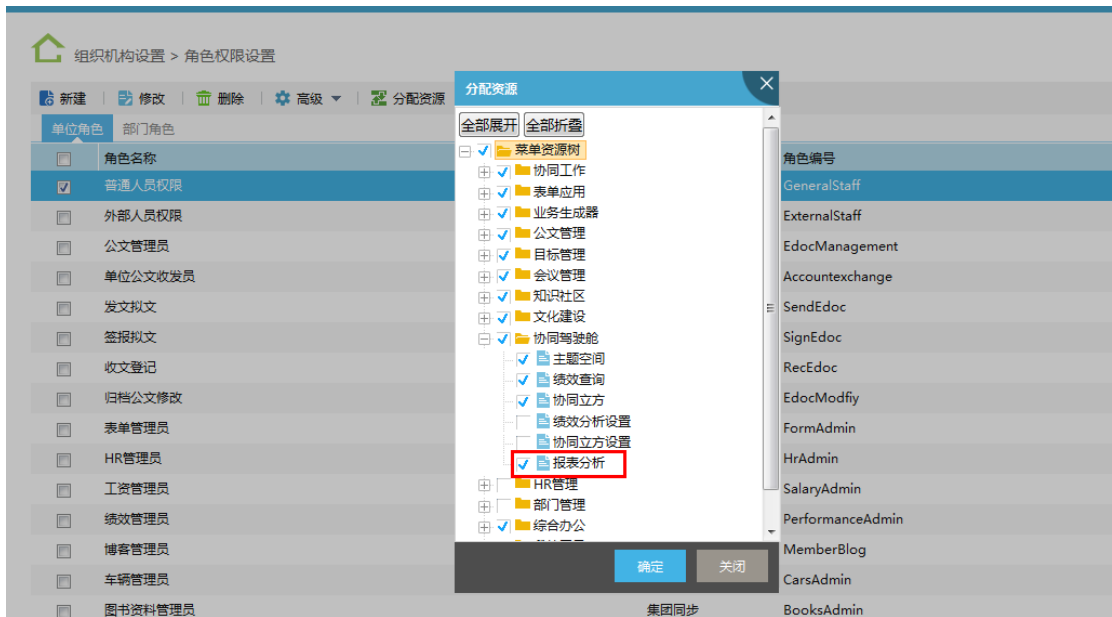 组织机构设置 > 角色权限设置
新建 修改 删除 高级 分配资源
单位角色 部门角色
角色名称 角色编号
普通人员权限 GeneralStaff
外部人员权限 ExternalStaff
公文管理员 EdocManagement
单位公文收发员 Accountexchange
发文拟文 SendEdoc
签报拟文 SignEdoc
收文登记 RecEdoc
归档公文修改 EdocModfiy
表单管理员 FormAdmin
HR管理员 HrAdmin
工资管理员 SalaryAdmin
绩效管理员 PerformanceAdmin
博客管理员 MemberBlog
车辆管理员 CarsAdmin
图书资料管理员 集团同步 BooksAdmin
分配资源
全部展开 全部折叠
菜单资源树
协同工作
表单应用
业务生成器
公文管理
目标管理
会议管理
知识社区
文化建设
协同驾驶舱
主题空间
绩效查询
协同立方
绩效分析设置
协同立方设置
报表分析
HR管理
部门管理
综合办公
确定 关闭